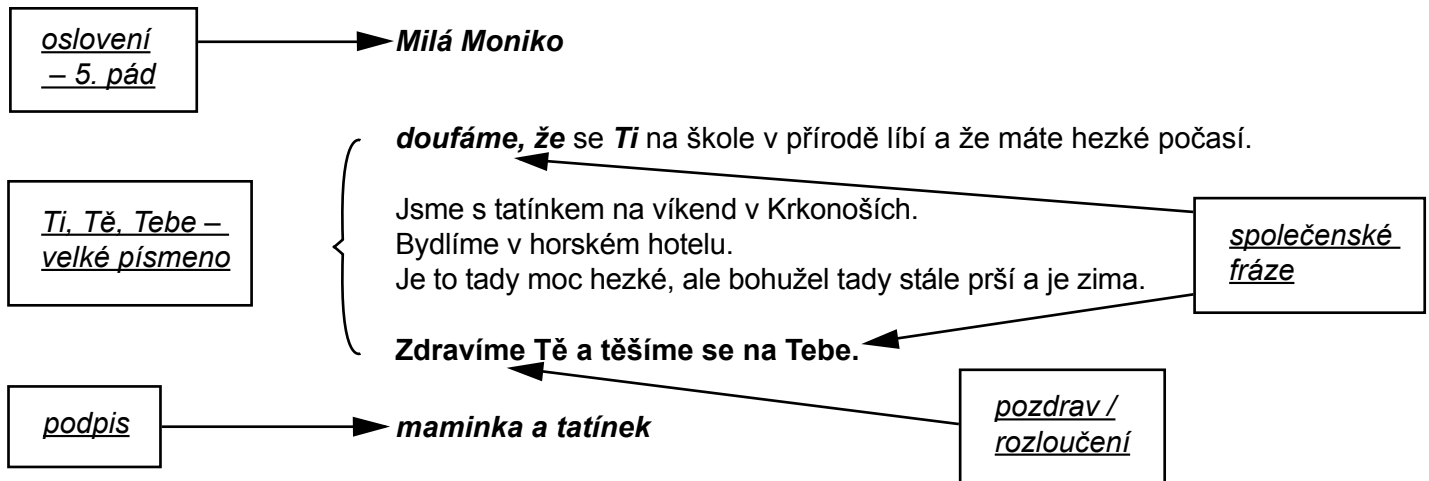 oslovení
– 5. pád
Milá Moniko
doufáme, že se Ti na škole v přírodě líbí a že máte hezké počasí.
Ti, Tě, Tebe –
velké písmeno
Jsme s tatínkem na víkend v Krkonoších.
Bydlíme v horském hotelu.
Je to tady moc hezké, ale bohužel tady stále prší a je zima.
společenské
fráze
Zdravíme Tě a těšíme se na Tebe.
podpis
maminka a tatínek
pozdrav /
rozloučení